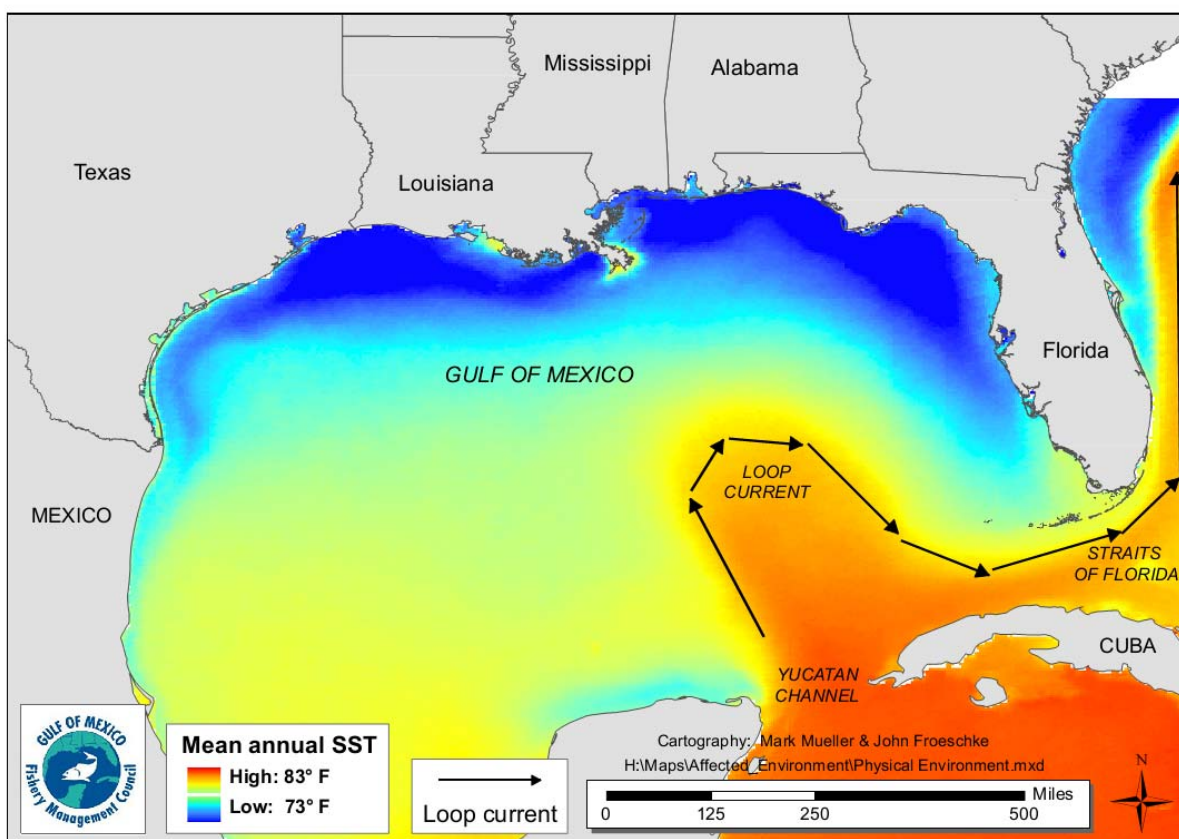 Mississippi
Alabama
Texas
Louisiana
GULF OF MEXICO
Florida
LOOP
CURRENT
MEXICO
STRAITS
OF FLORIDA
CUBA
YUCATAN
CHANNEL
GULF OF MEXICO
Fishery Management Council
Mean annual SST
High: 83° F
Low: 73° F
Loop current
Cartography: Mark Mueller & John Froeschke
H:\Maps\Affected_Environment\Physical Environment.mxd
Miles
0 125 250 500
N